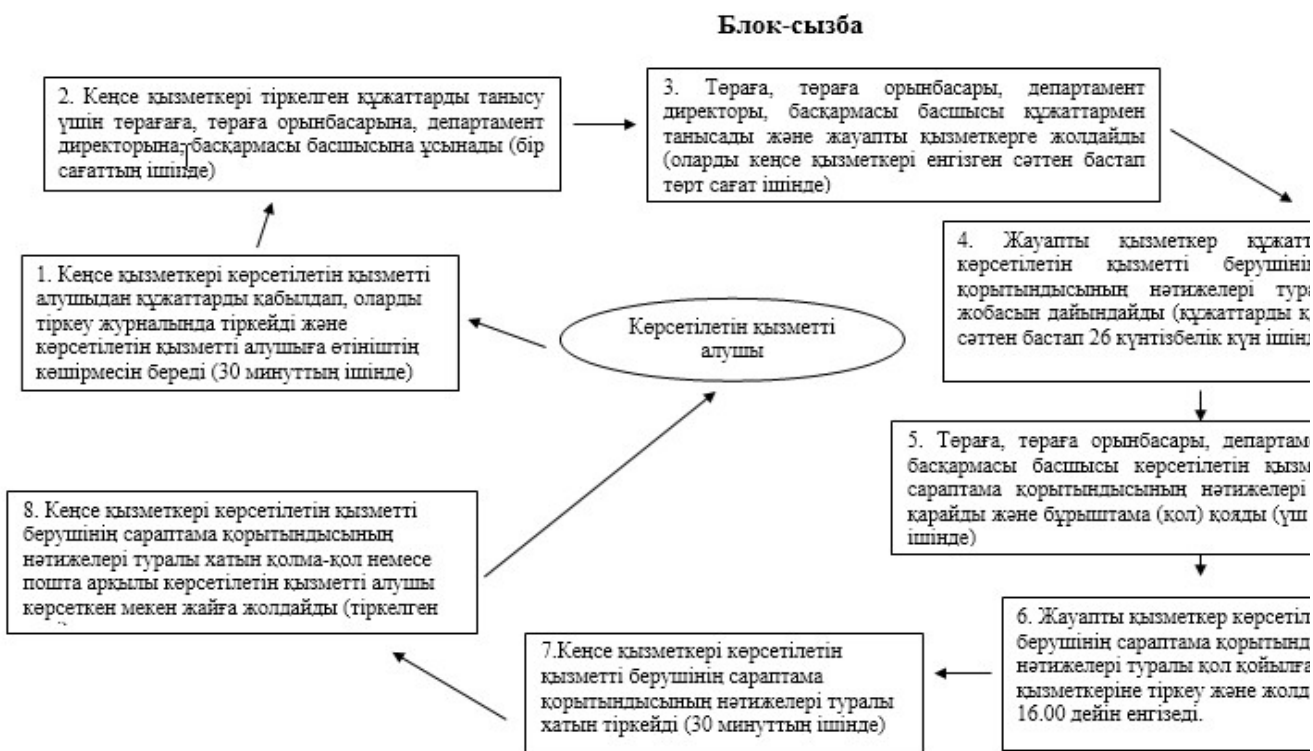 Блок-сызба
2. Кеңсе қызметкері тіркелген құжаттарды танысу
үшін төрағаға, төраға орынбасарына, департамент
директорына, басқармасы басшысына ұсынады (бір
сағаттың ішінде)
3. Төраға, төраға орынбасары, департамент
директоры, басқармасы басшысы құжаттармен
танысады және жауапты қызметкерге жолдайды
(оларды кеңсе қызметкері енгізген сәттен бастап
төрт сағат ішінде)
1. Кеңсе қызметкері көрсетілетін қызметті
алушыдан құжаттарды қабылдап, оларды
тіркеу журналында тіркейді және
көрсетілетін қызметті алушыға өтініштің
көшірмесін береді (30 минуттың ішінде)
Көрсетілетін қызметті
алушы
4. Жауапты қызметкер
көрсетілетін қызметті
қорытындысының нәтижелері
жобасын дайындайды (құжаттарды
сәттен бастап 26 күнтізбелік күн
5. Төраға, төраға орынбасары,
басқармасы басшысы көрсетілетін
сараптама қорытындысының нәтижелері
қарайды және бұрыштама (қол) қояды (үш
ішінде)
6. Жауапты қызметкер
берушінің сараптама
нәтижелері туралы қол
қызметкеріне тіркеу және
16.00 дейін енгізеді.
7.Кеңсе қызметкері көрсетілетін
қызметті берушінің сараптама
қорытындысының нәтижелері туралы
хатын тіркейді (30 минуттың ішінде)
8. Кеңсе қызметкері көрсетілетін қызметті
берушінің сараптама қорытындысының
нәтижелері туралы хатын қолма-қол немесе
пошта арқылы көрсетілетін қызметті алушы
көрсеткен мекен жайға жолдайды (тіркелген